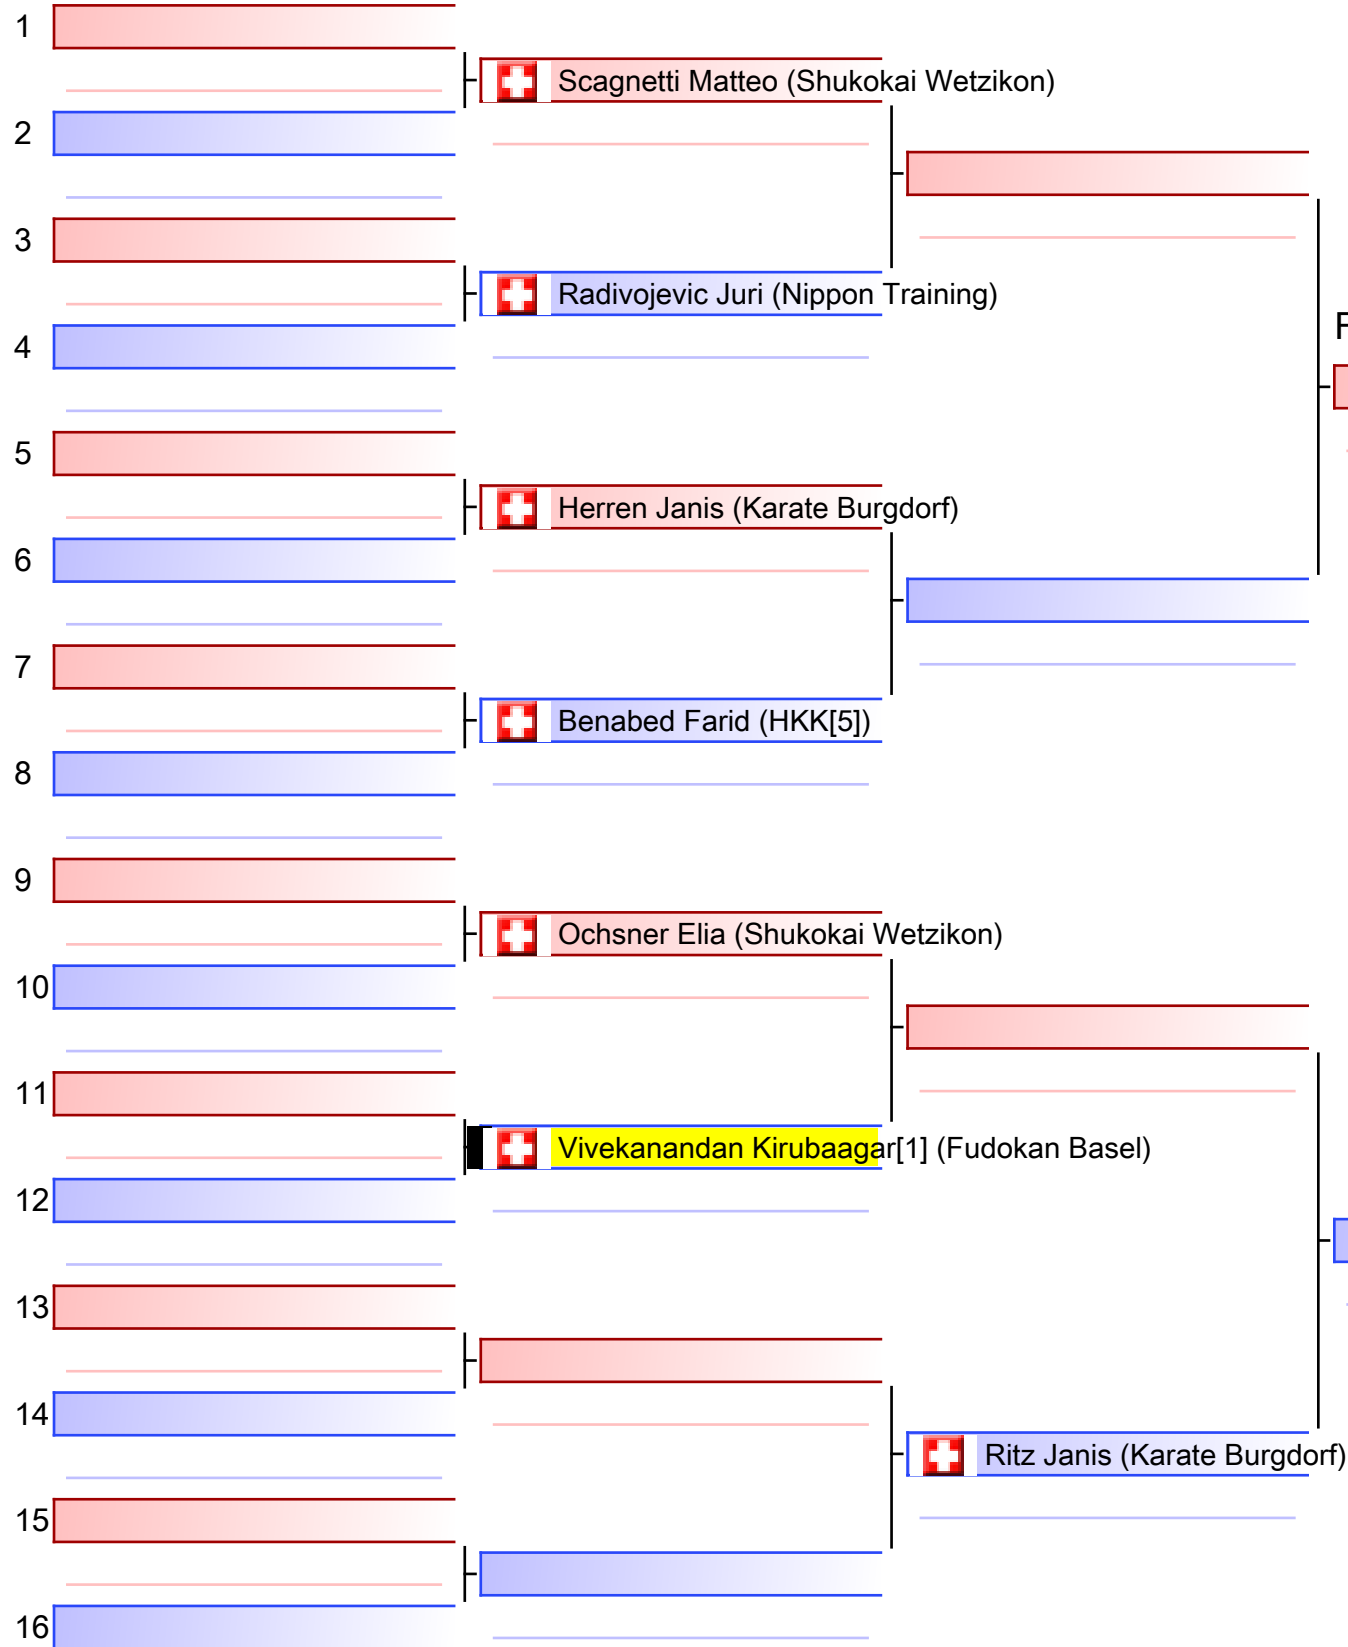 1
Scagnetti Matteo (Shukokai Wetzikon)
2
3
Radivojevic Juri (Nippon Training)
4
5
Herren Janis (Karate Burgdorf)
6
7
Benabed Farid (HKK[5])
8
9
Ochsner Elia (Shukokai Wetzikon)
10
11
Vivekanandan Kirubaagar[1] (Fudokan Basel)
12
13
14
Ritz Janis (Karate Burgdorf)
15
16